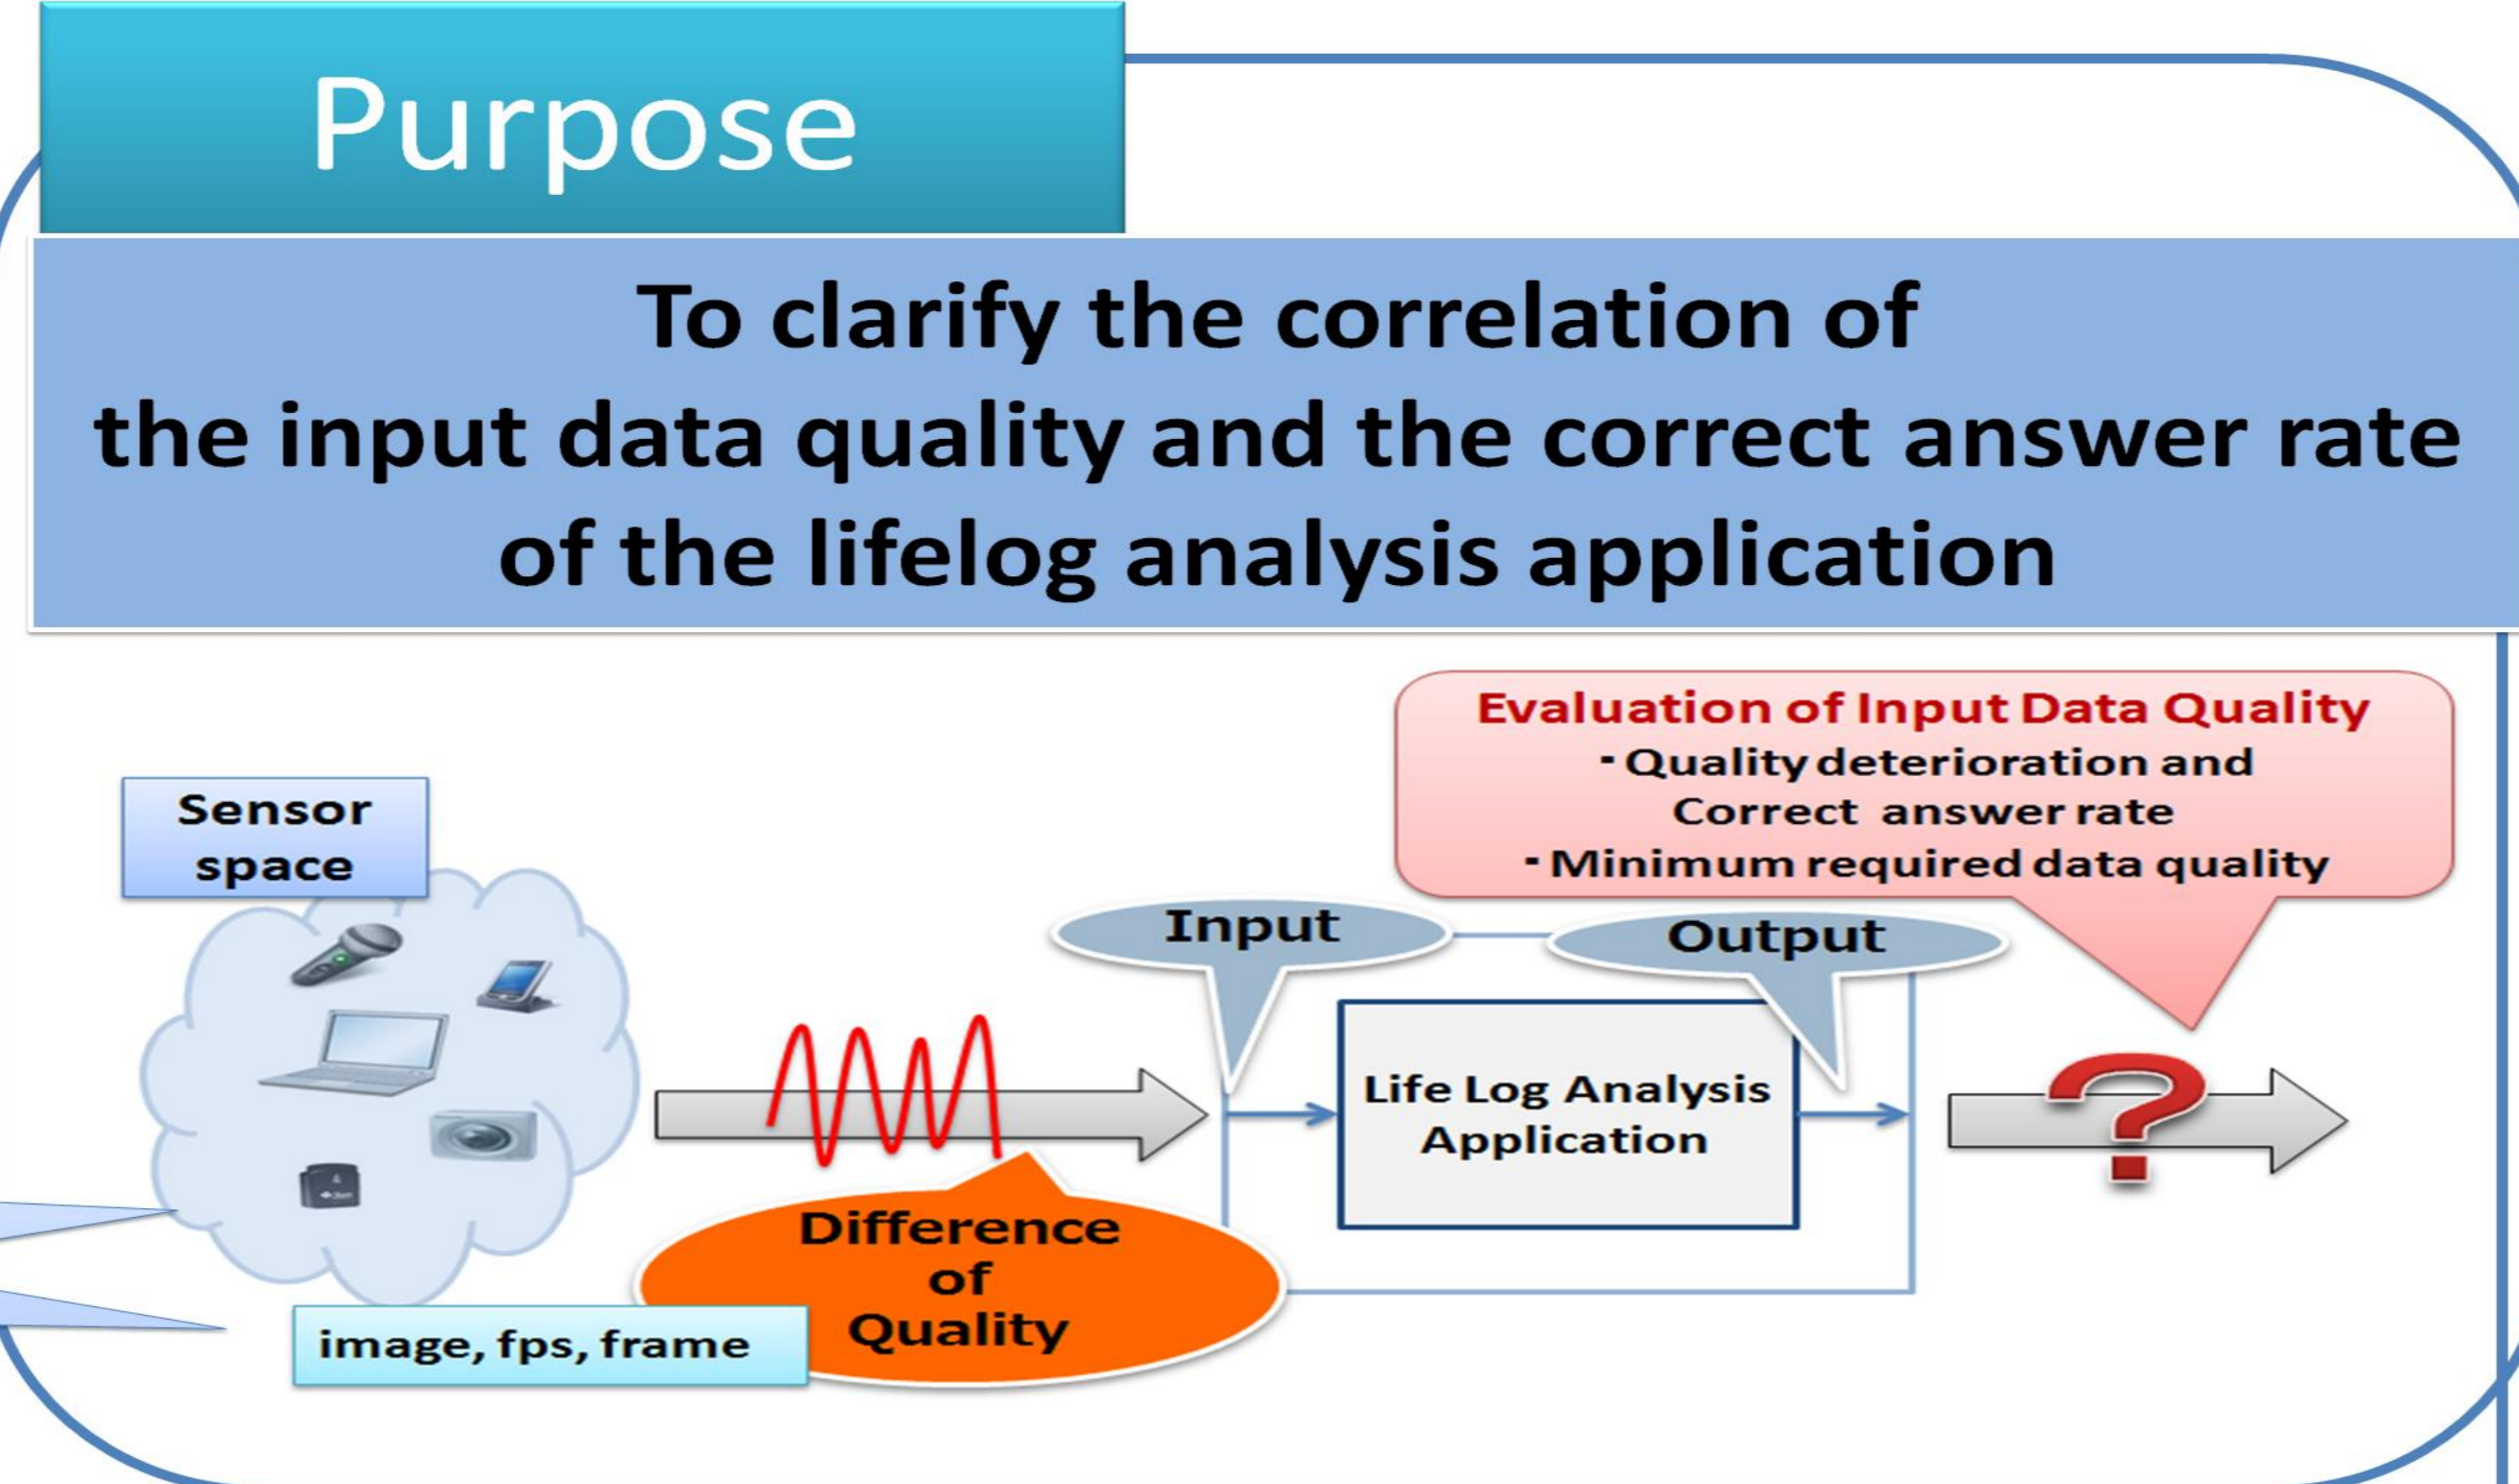 Purpose
To clarify the correlation of
the input data quality and the correct answer rate
of the lifelog analysis application
Evaluation of Input Data Quality
・Quality deterioration and
Correct answer rate
・Minimum required data quality
Sensor
space
Input
Output
Life Log Analysis
Application
Difference
of
Quality
image, fps, frame
?